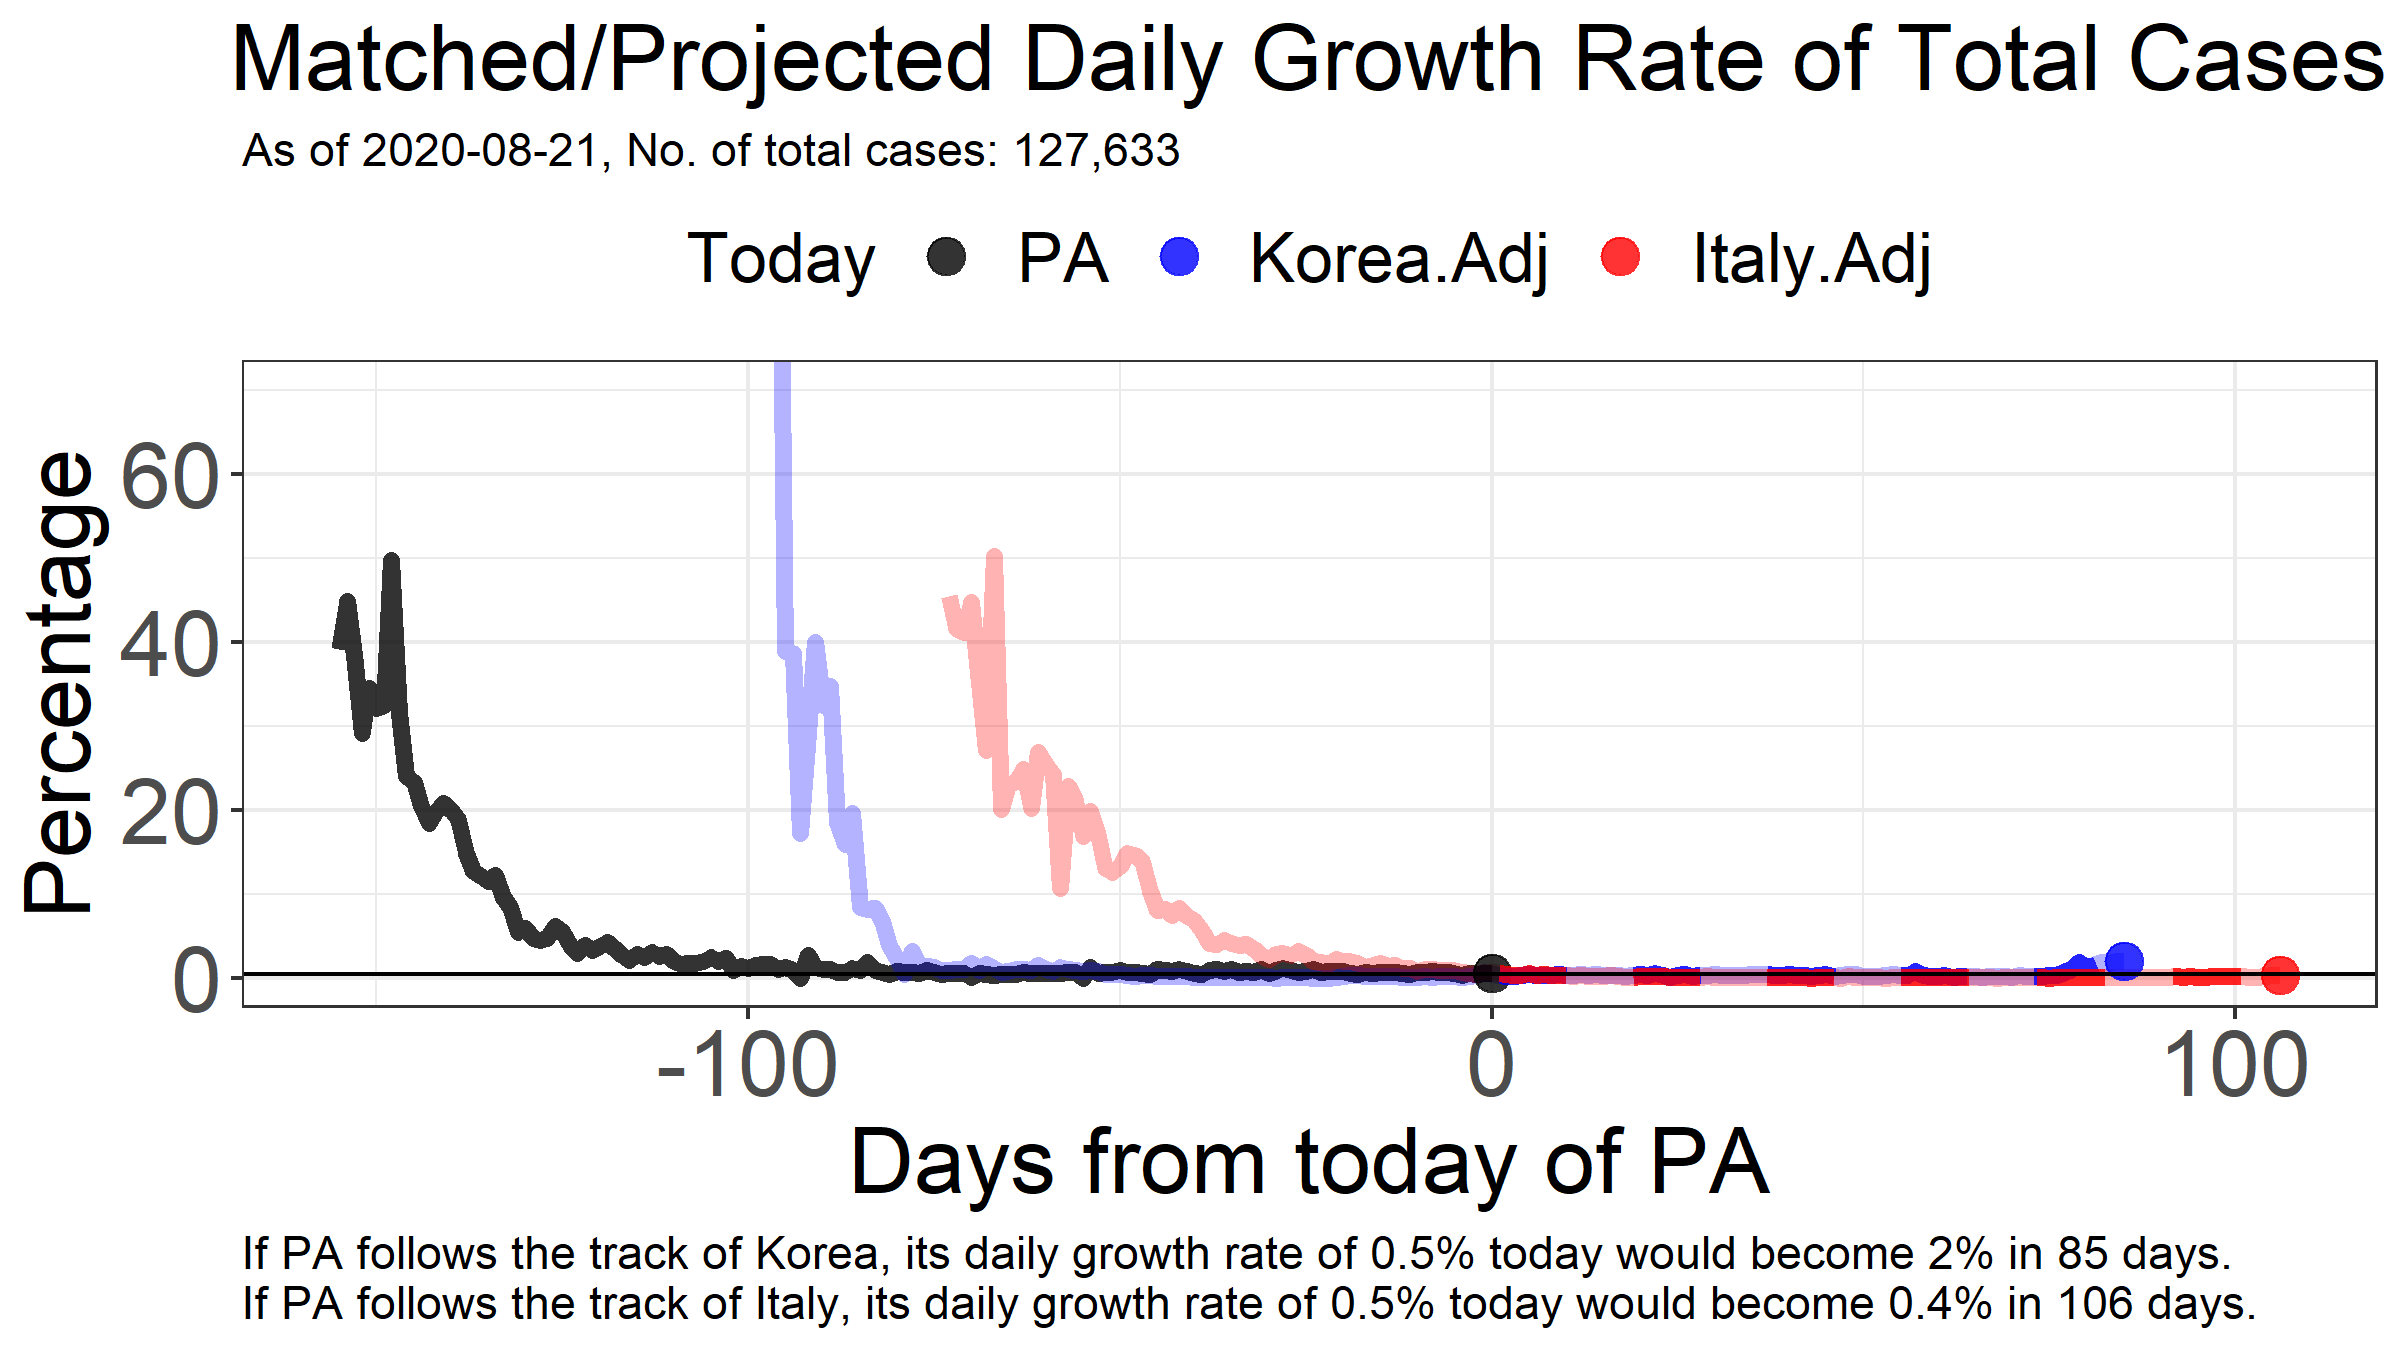 Matched/Projected Daily Growth Rate of Total Cases
As of 2020-08-21, No. of total cases: 127,633
Today PA Korea.Adj Italy.Adj
Percentage
60
40
20
0
-100 0 100
Days from today of PA
If PA follows the track of Korea, its daily growth rate of 0.5% today would become 2% in 85 days.
If PA follows the track of Italy, its daily growth rate of 0.5% today would become 0.4% in 106 days.